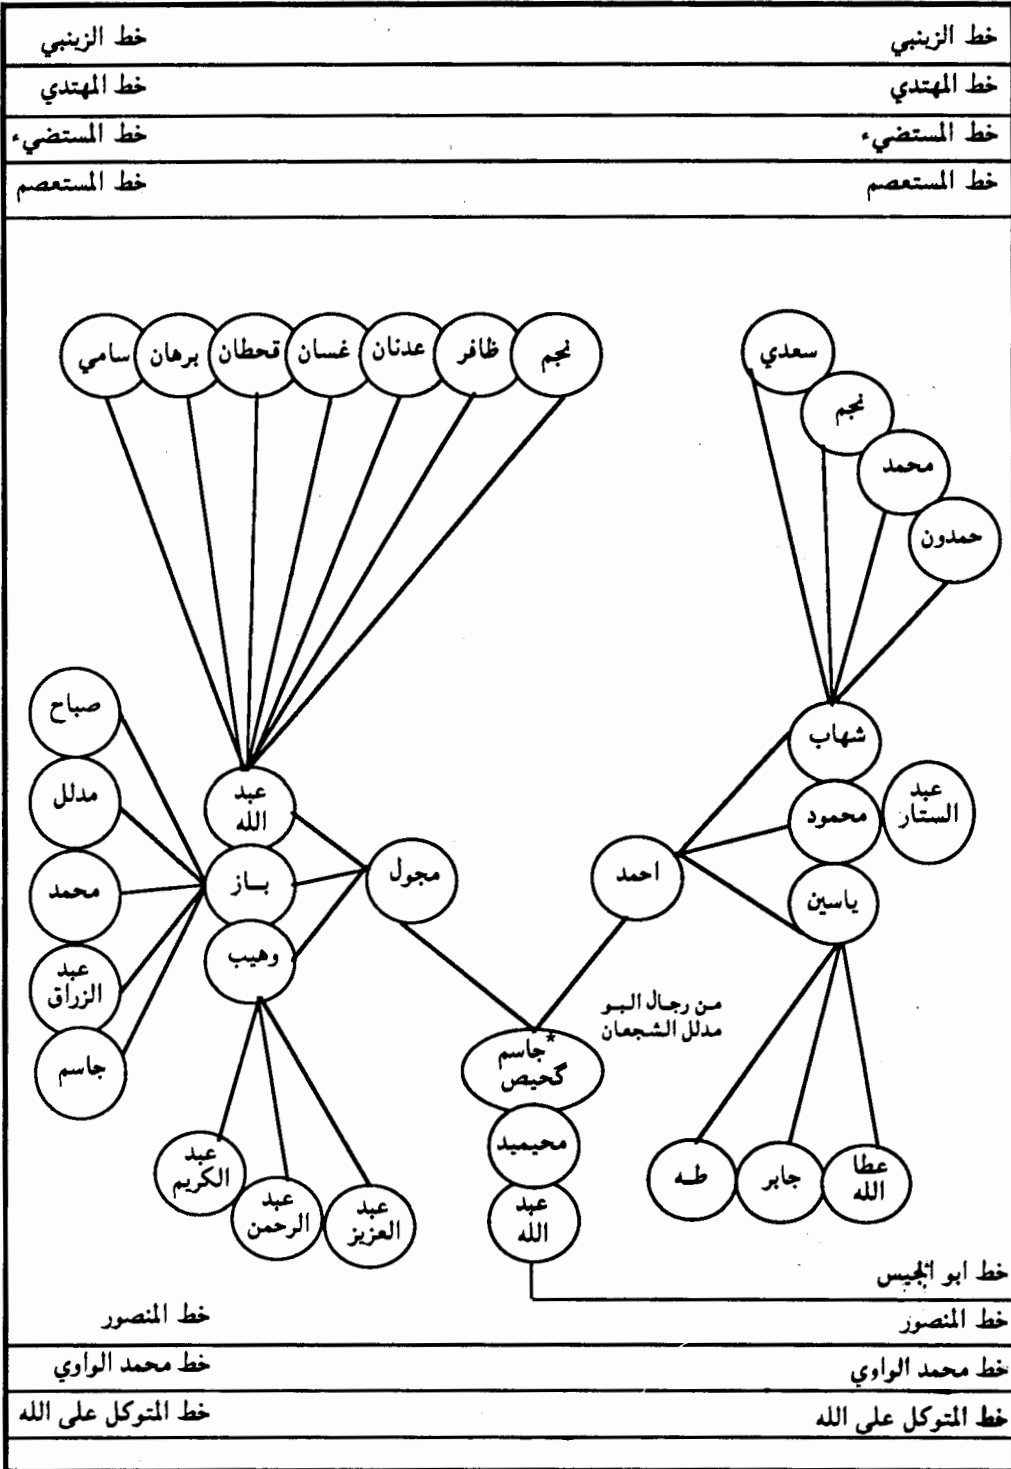 خط الزينبي
خط الزينبي
خط المهتدي
خط المهتدي
خط المستضيء
خط المستضيء
خط المستعصم
خط المستعصم
سعدي
نجم
محمد
حمدون
نجم
ظافر
عدنان
غسان
قحطان
برهان
سامي
شهاب
محمود
عبد
الستار
ياسين
احمد
مجول
عبد
الله
بـاز
وهيب
صباح
مدلل
محمد
عبد
الزراق
جاسم
من رجال البو
مدلل الشجعان
*جاسم
گحيص
محيميد
عبد
الله
عطا
الله
جابر
طـه
عبد
العزيز
عبد
الرحمن
عبد
الكريم
خط ابو الجيس
خط المنصور
خط المنصور
خط محمد الراوي
خط محمد الراوي
خط المتوكل على الله
خط المتوكل على الله